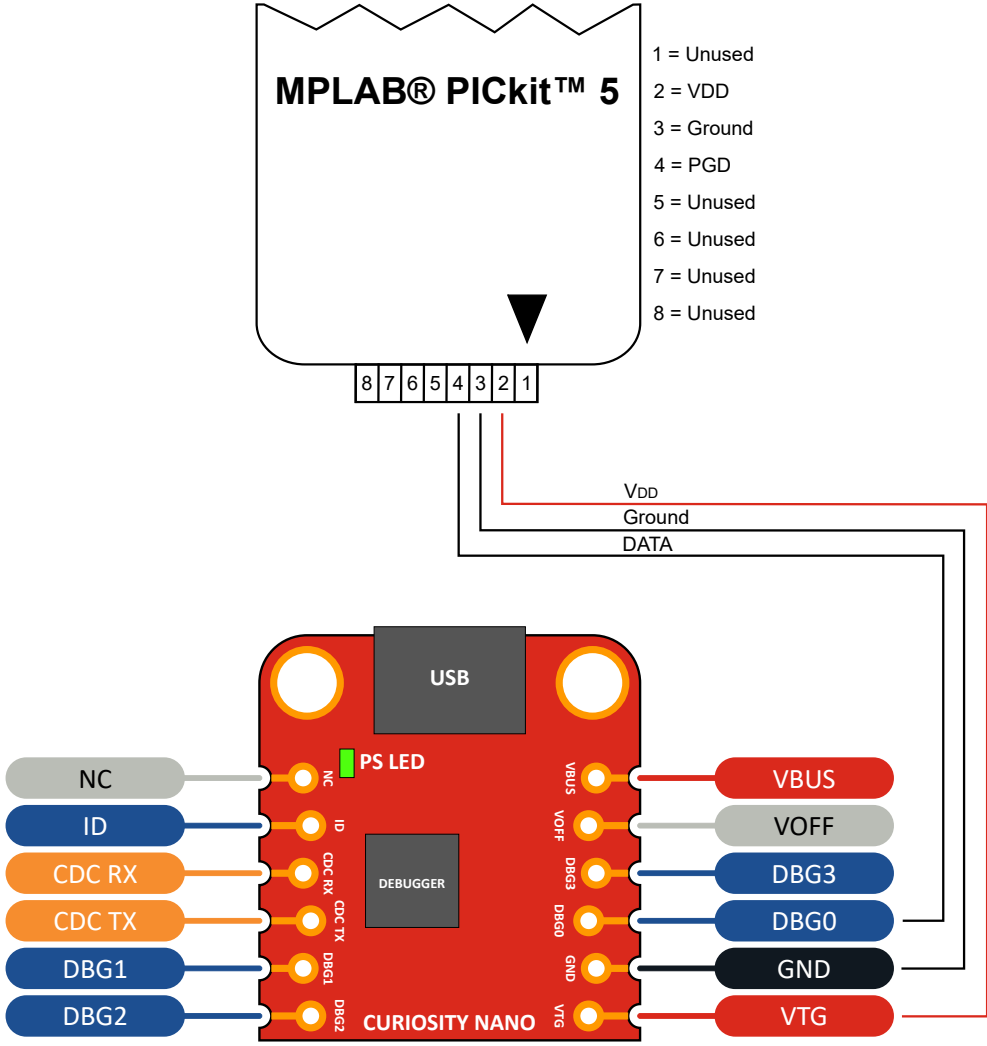 MPLAB® PICkit™ 5
1 = Unused
2 = VDD
3 = Ground
4 = PGD
5 = Unused
6 = Unused
7 = Unused
8 = Unused
8 7 6 5 4 3 2 1
VDD
Ground
DATA
USB
PS LED
NC
NC
VBUS
VBUS
ID
ID
VOFF
VOFF
CDC RX
CDC RX
DEBUGGER
DBG3
DBG3
CDC TX
CDC TX
DBG0
DBG0
DBG1
DBG1
GND
GND
DBG2
DBG2
CURIOSITY NANO
VTG
VTG